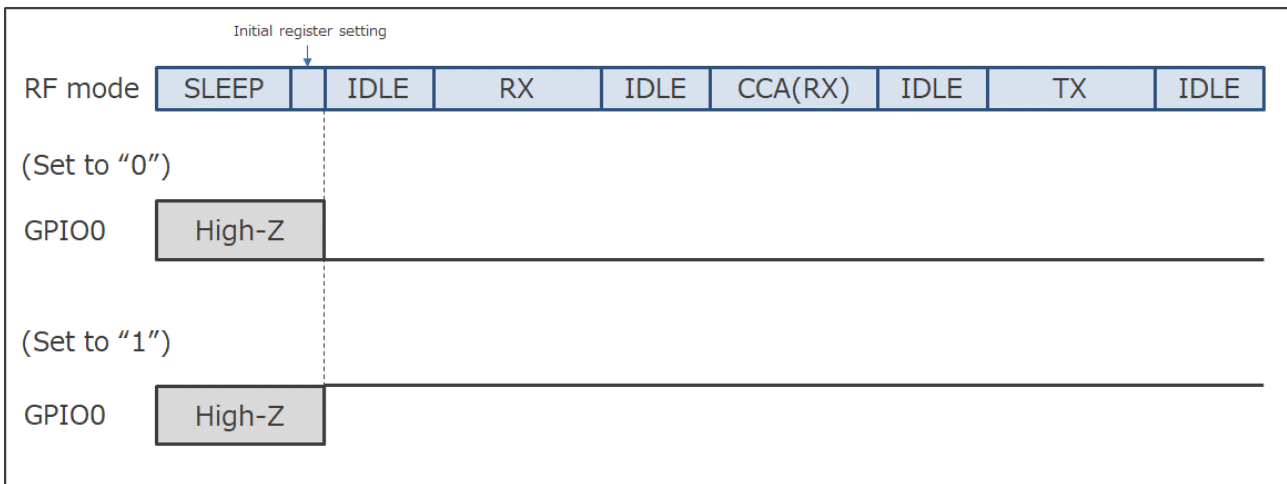 Initial register setting
RF mode SLEEP IDLE RX IDLE CCA(RX) IDLE TX IDLE
(Set to “0”)
GPIO0 High-Z
(Set to “1”)
GPIO0 High-Z